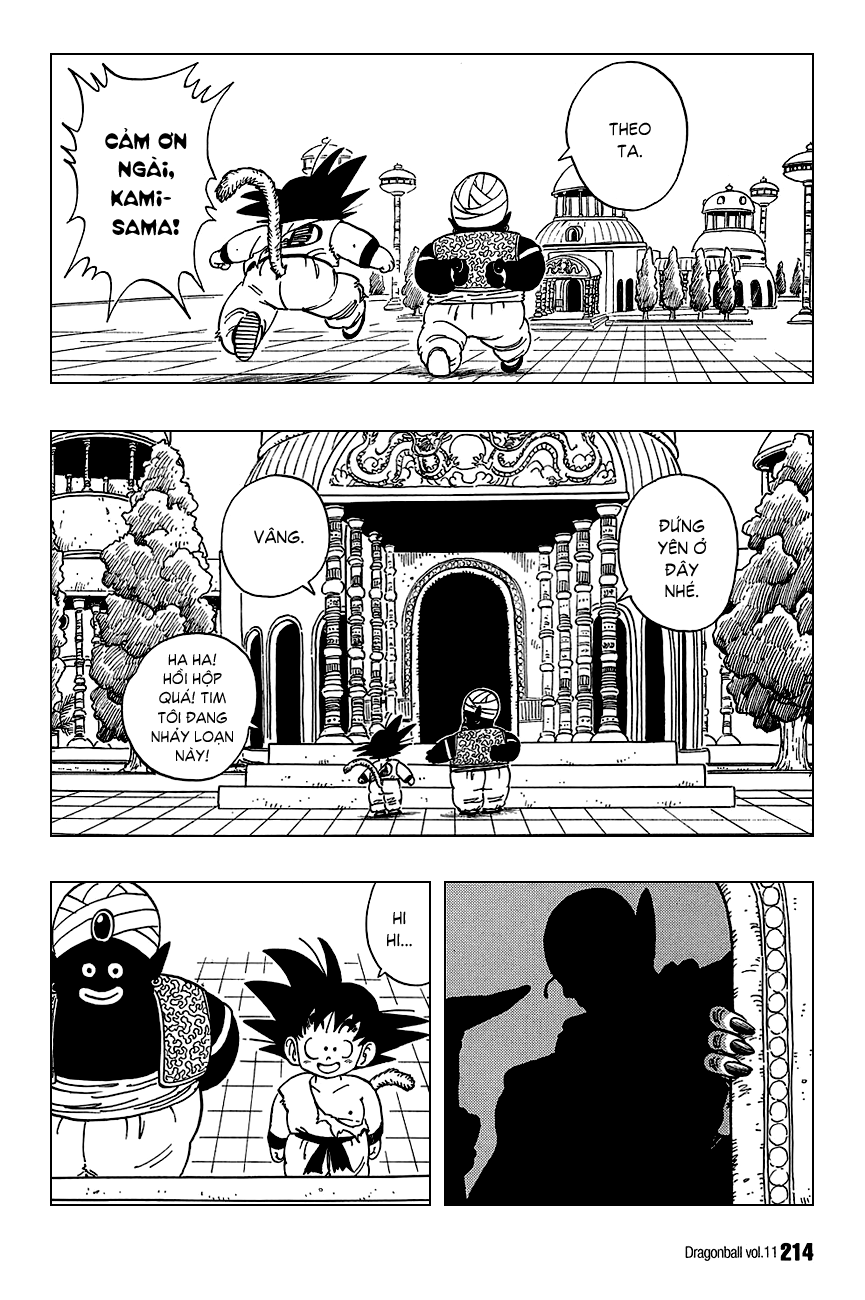 CẢM ƠN
NGÀI,
KAMI-
SAMA!
THEO
TA.
VÂNG.
ĐỨNG
YÊN Ở
ĐÂY
NHÉ.
HA HA!
HỒI HỘP
QUÁ! TIM
TÔI ĐANG
NHẢY LOẠN
NÀY!
HI
HI...
Dragonball vol.11 214